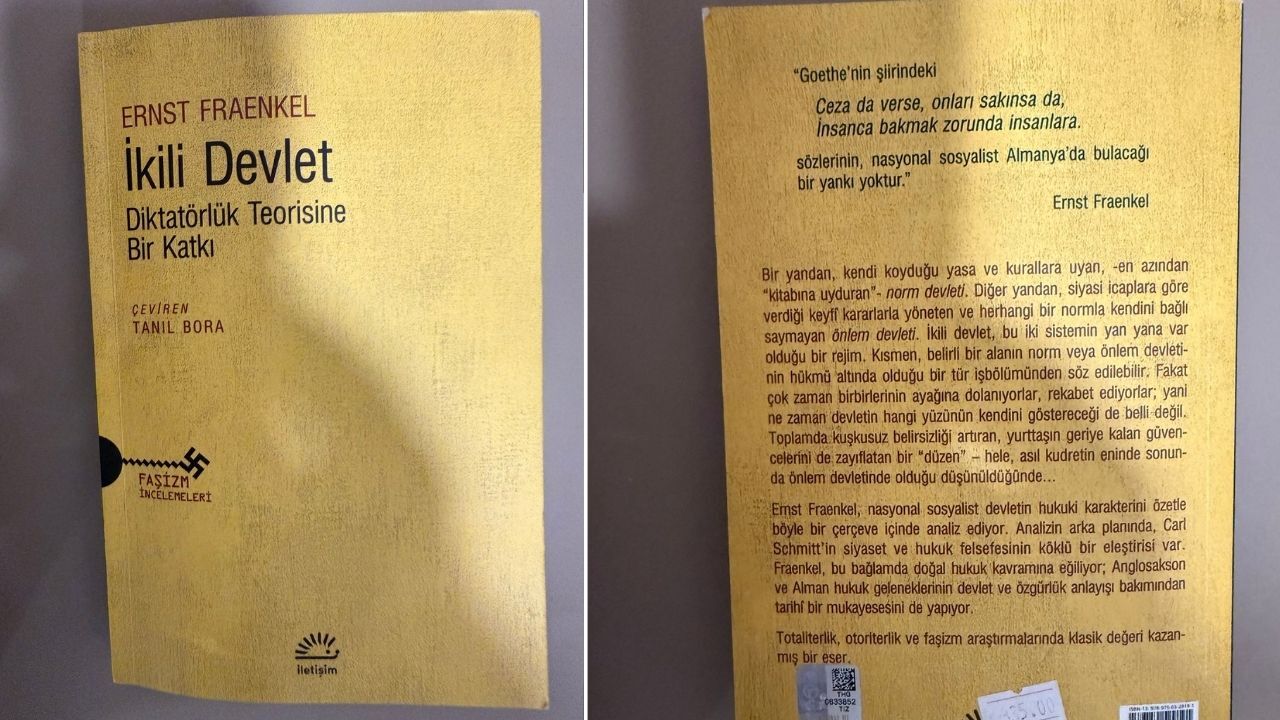 ERNST FRAENKEL
İkili Devlet
Diktatörlük Teorisine
Bir Katkı
ÇEVİREN
TANIL BORA
FAŞİZM
İNCELEMELERİ
iletişim
“Goethe’nin şiirindeki
Ceza da verse, onları sakınsa da,
İnsanca bakmak zorunda insanlara.
sözlerinin, nasyonal sosyalist Almanya’da bulacağı
bir yankı yoktur.”
Ernst Fraenkel
Bir yandan, kendi koyduğu yasa ve kurallara uyan, -en azından
“kitabına uyduran”- norm devleti. Diğer yandan, siyasi icaplara göre
verdiği keyfî kararlarla yöneten ve herhangi bir normla kendini bağlı
saymayan önlem devleti. İkili devlet, bu iki sistemin yan yana var
olduğu bir rejim. Kısmen, belirli bir alanın norm veya önlem devleti-
nin hükmü altında olduğu bir tür işbölümünden söz edilebilir. Fakat
çok zaman birbirlerinin ayağına dolanıyorlar, rekabet ediyorlar; yani
ne zaman devletin hangi yüzünün kendini göstereceği de belli değil.
Toplamda kuşkusuz belirsizliği artıran, yurttaşın geriye kalan güven-
celerini de zayıflatan bir “düzen” – hele, asıl kudretin eninde sonun-
da önlem devletinde olduğu düşünüldüğünde…
Ernst Fraenkel, nasyonal sosyalist devletin hukuki karakterini özetle
böyle bir çerçeve içinde analiz ediyor. Analizin arka planında, Carl
Schmitt’in siyaset ve hukuk felsefesinin köklü bir eleştirisi var.
Fraenkel, bu bağlamda doğal hukuk kavramına eğiliyor; Anglosakson
ve Alman hukuk geleneklerinin devlet ve özgürlük anlayışı bakımından
tarihî bir mukayesesini de yapıyor.
Totaliterlik, otoriterlik ve faşizm araştırmalarında klasik değeri kazan-
mış bir eser.
THG
0833852
TIZ